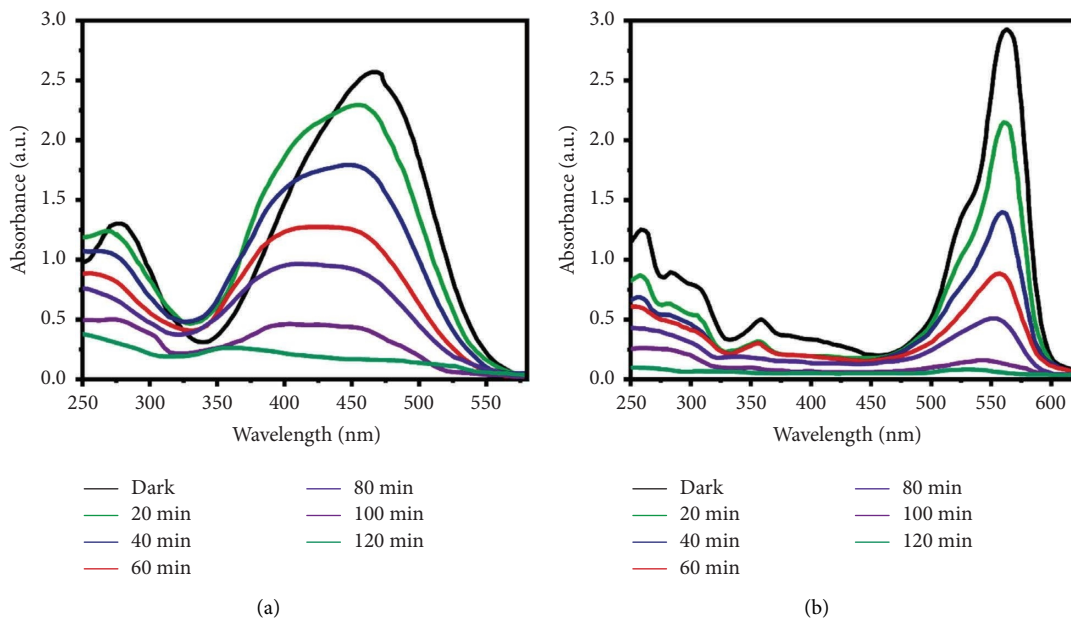 3.0
2.5
2.0
1.5
1.0
0.5
0.0
Absorbance (a.u.)
250 300 350 400 450 500 550
Wavelength (nm)
Dark
20 min
40 min
60 min
80 min
100 min
120 min
(a)
3.0
2.5
2.0
1.5
1.0
0.5
0.0
Absorbance (a.u.)
250 300 350 400 450 500 550 600
Wavelength (nm)
Dark
20 min
40 min
60 min
80 min
100 min
120 min
(b)